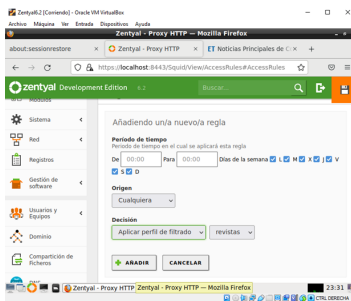 Zentyal6.2 [Corriendo] - Oracle VM VirtualBox
Archivo Máquina Ver Entrada Dispositivos Ayuda
Zentyal - Proxy HTTP — Mozilla Firefox
about:sessionrestore
Zentyal - Proxy HTTP
Noticias Principales de C
https://localhost:8443/Squid/View/AccessRules#AccessRules
zentyal Development Edition 6.2
Buscar...
Módulos
Sistema
Red
Registros
Gestión de software
Usuarios y Equipos
Dominio
Compartición de Ficheros
Añadiendo un/a nuevo/a regla
Período de tiempo
Período de tiempo en el cual se aplicará esta regla
De 00:00 Para 00:00 Días de la semana L M X J V
S D
Origen
Cualquiera
Decisión
Aplicar perfil de filtrado revistas
+ AÑADIR CANCELAR
Zentyal - Proxy HTTP
Zentyal - Proxy HTTP — Mozilla Firefox
23:31
CTRL DERECHA